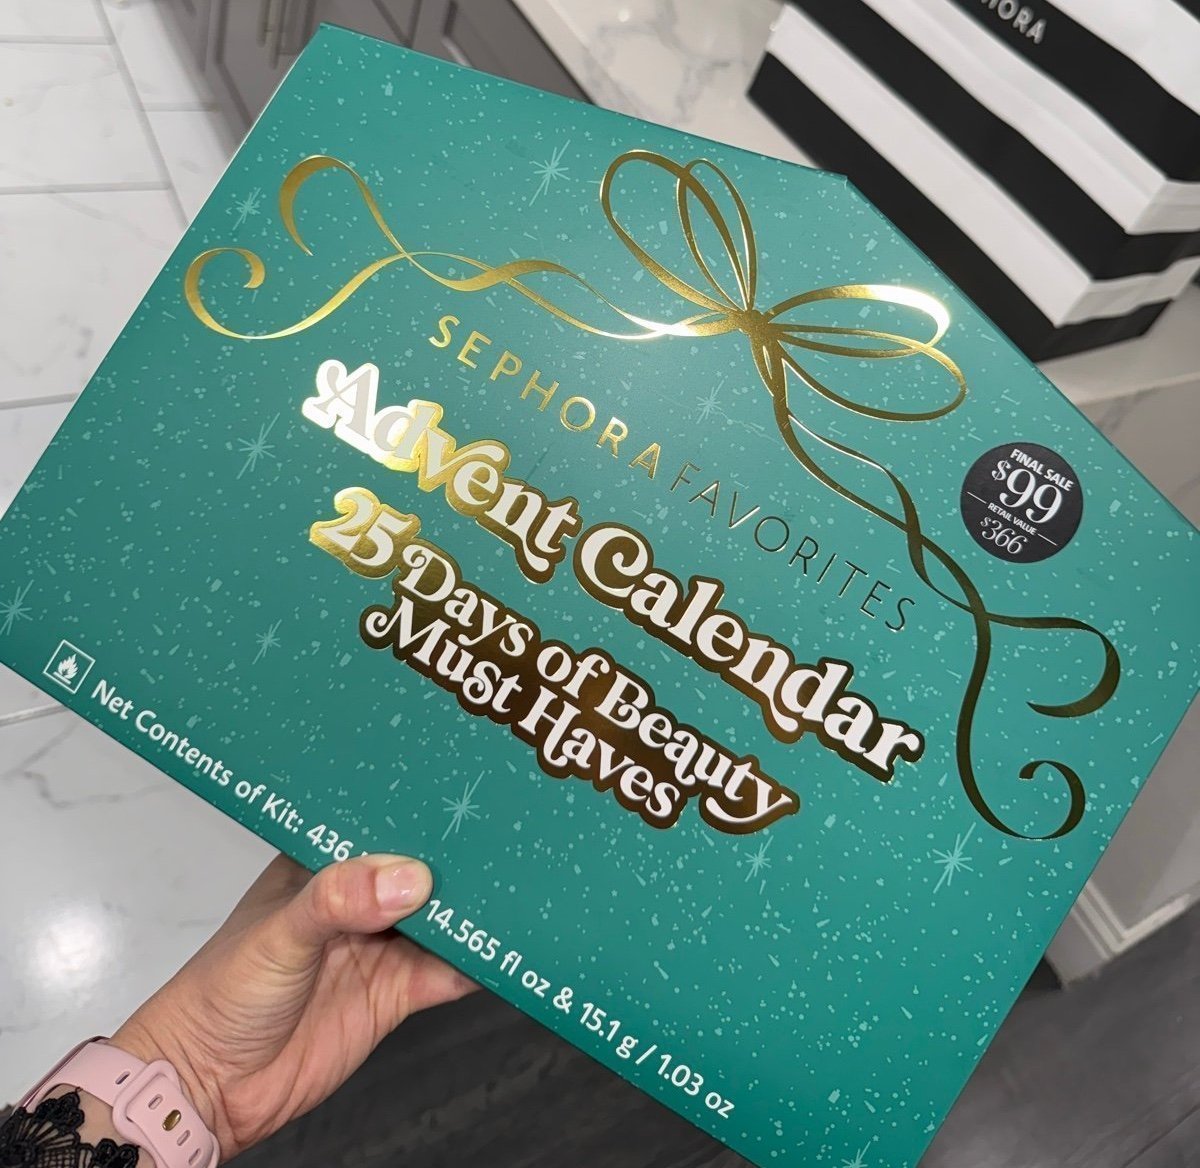 SEPHORA
SEPHORA FAVORITES
Advent Calendar
25 Days of Beauty
Must Haves
FINAL SALE
$99
RETAIL VALUE
$366
Net Contents of Kit: 436 14.565 fl oz & 15.1 g / 1.03 oz